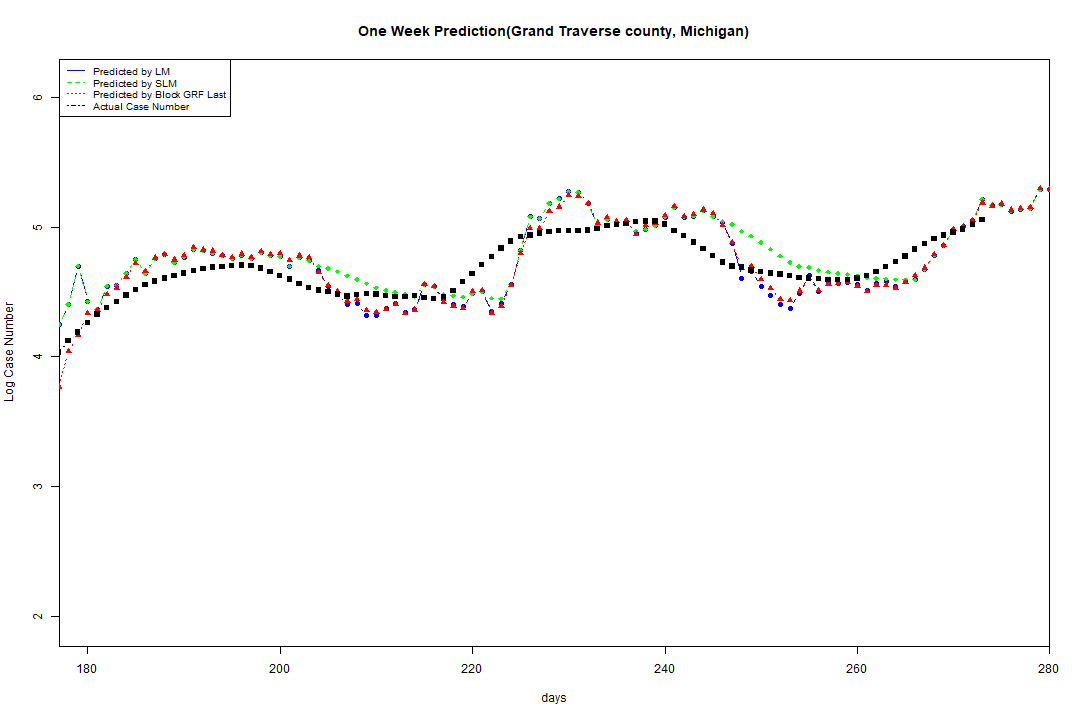 One Week Prediction(Grand Traverse county, Michigan)
Predicted by LM
Predicted by SLM
Predicted by Block GRF Last
Actual Case Number
6
5
4
3
2
Log Case Number
180 200 220 240 260 280
days